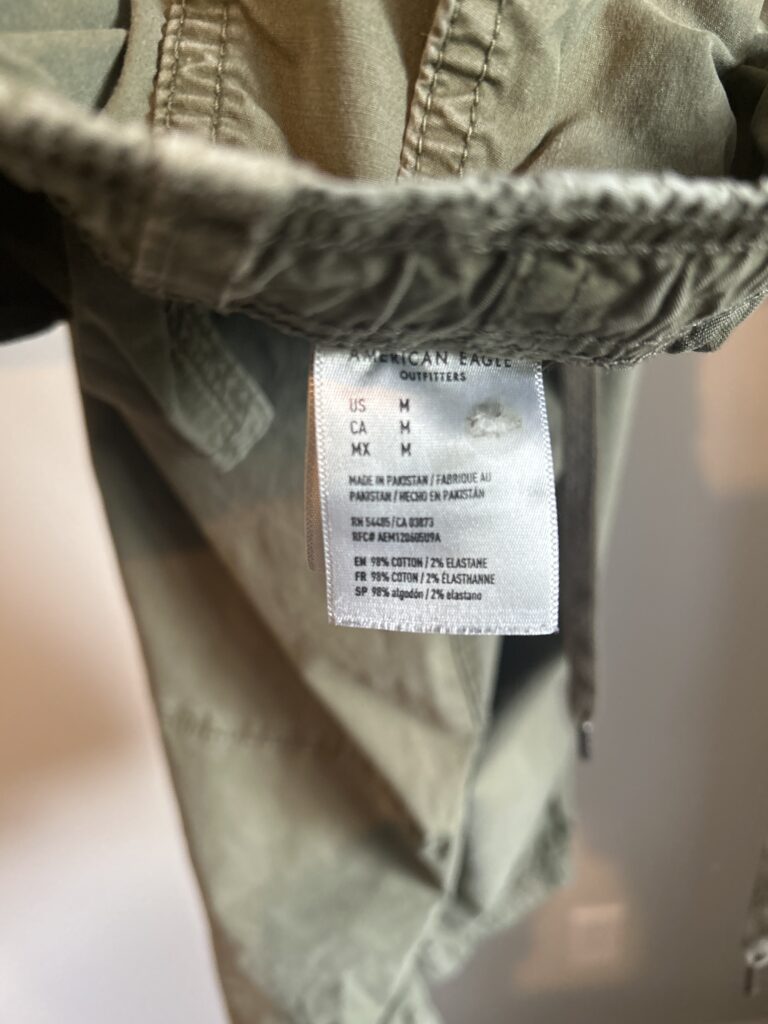 AMERICAN EAGLE
OUTFITTERS
US M
CA M
MX M
MADE IN PAKISTAN / FABRIQUE AU
PAKISTAN / HECHO EN PAKISTÁN
RN 54485/CA 03873
RFC# AEM120605U9A
EN 98% COTTON / 2% ELASTANE
FR 98% COTON / 2% ÉLASTHANNE
SP 98% algodón / 2% elastano